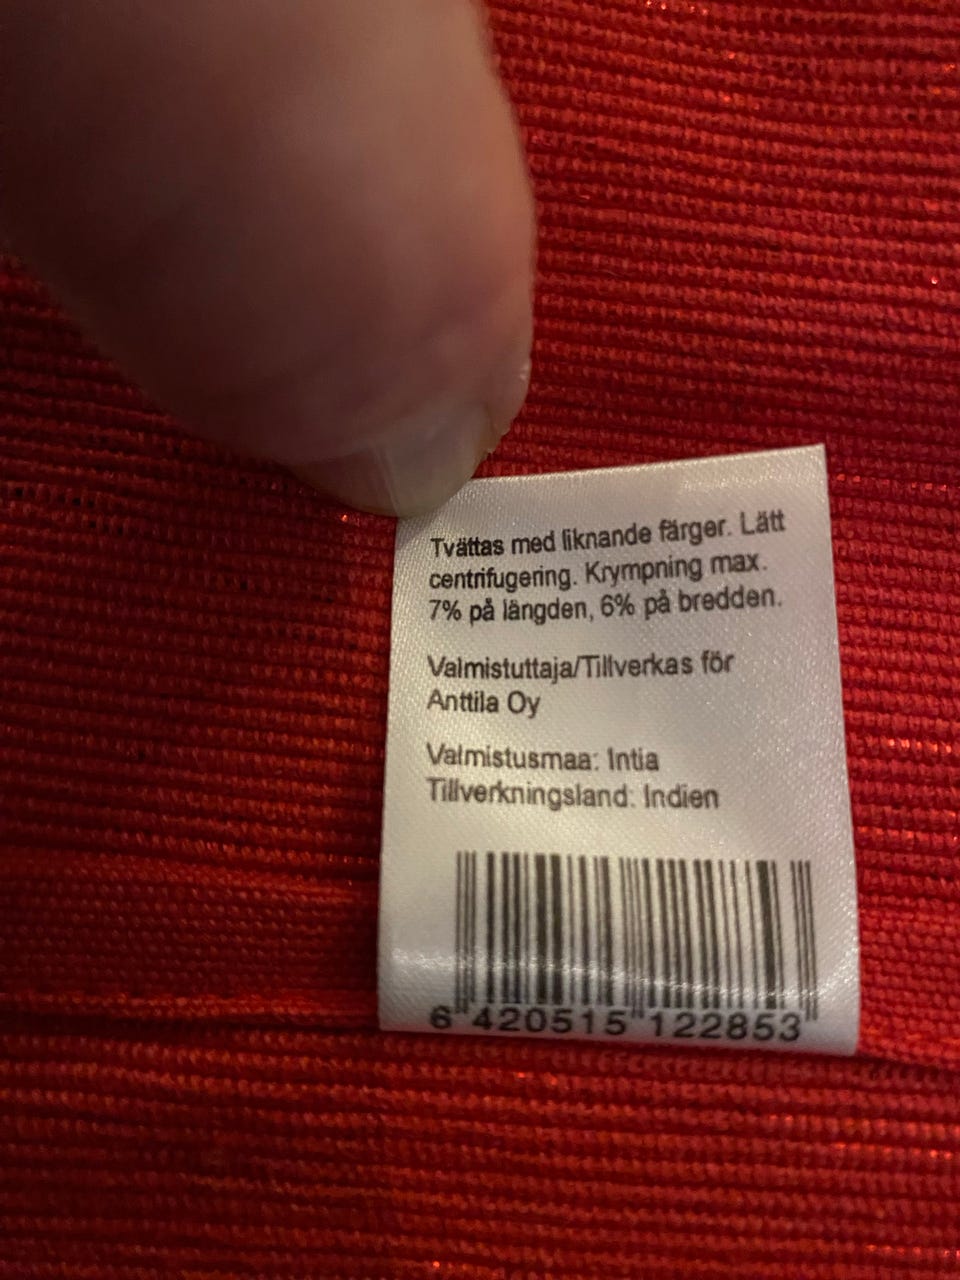 Tvättas med liknande färger. Lätt
centrifugering. Krympning max.
7% på längden, 6% på bredden.
Valmistuttaja/Tillverkas för
Anttila Oy
Valmistusmaa: Intia
Tillverkningsland: Indien
6 420515 122853